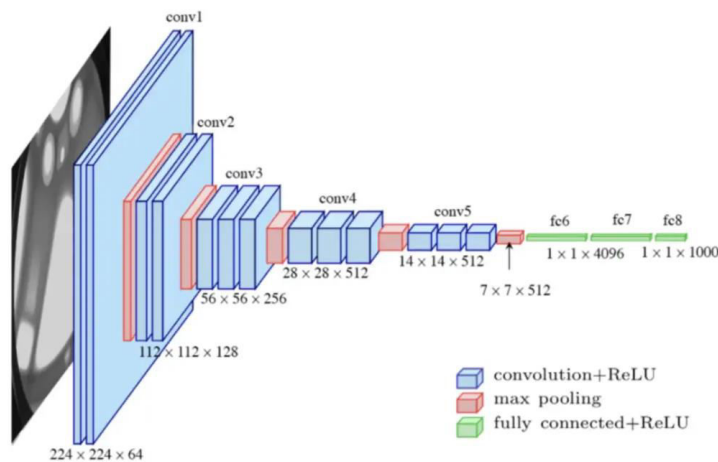 conv1
conv2
conv3
conv4
conv5
fc6
fc7
fc8
1 × 1 × 4096
1 × 1 × 1000
28 × 28 × 512
14 × 14 × 512
7 × 7 × 512
56 × 56 × 256
112 × 112 × 128
224 × 224 × 64
convolution+ReLU
max pooling
fully connected+ReLU